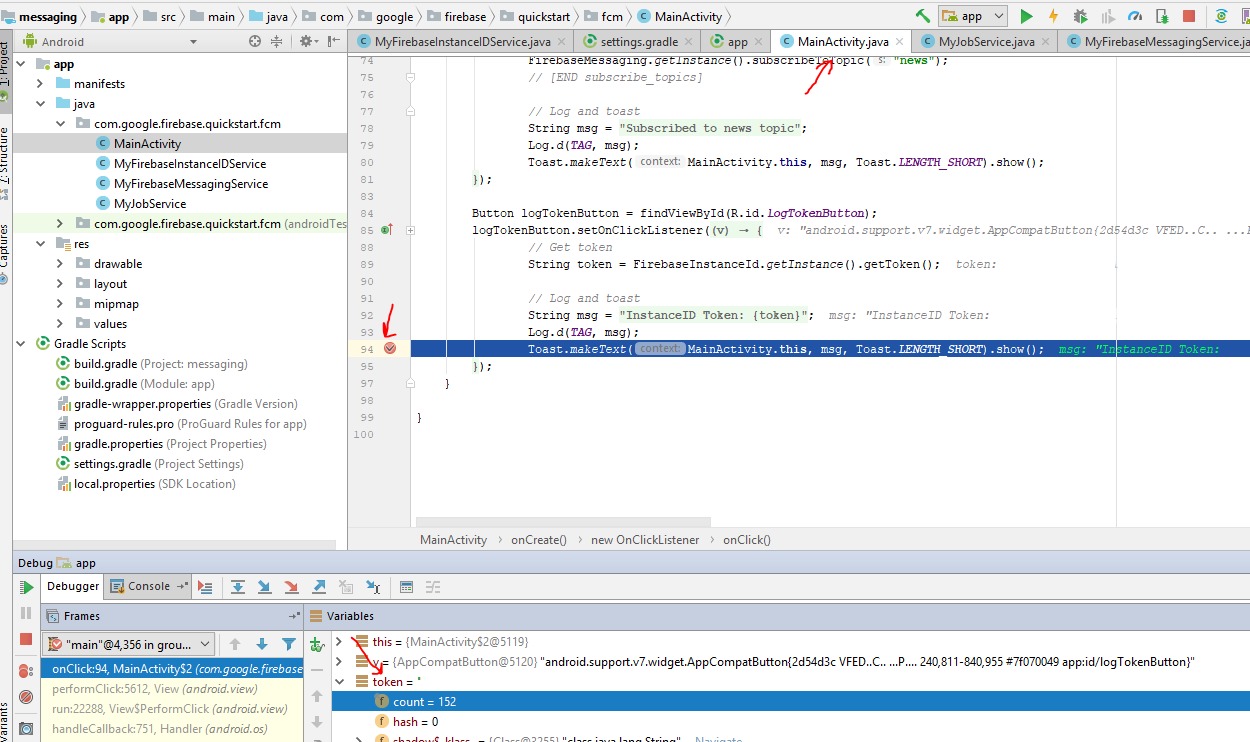 messaging app src main java com google firebase quickstart fcm MainActivity
app
Android
MyFirebaseInstanceIDService.java settings.gradle app MainActivity.java MyJobService.java MyFirebaseMessagingService.ja
1: Project
7: Structure
Captures
app
manifests
java
com.google.firebase.quickstart.fcm
MainActivity
MyFirebaseInstanceIDService
MyFirebaseMessagingService
MyJobService
com.google.firebase.quickstart.fcm (androidTes
res
drawable
layout
mipmap
values
Gradle Scripts
build.gradle (Project: messaging)
build.gradle (Module: app)
gradle-wrapper.properties (Gradle Version)
proguard-rules.pro (ProGuard Rules for app)
gradle.properties (Project Properties)
settings.gradle (Project Settings)
local.properties (SDK Location)
74 FirebaseMessaging.getInstance().subscribeToTopic( s: "news");
75 // [END subscribe_topics]
76
77 // Log and toast
78 String msg = "Subscribed to news topic";
79 Log.d(TAG, msg);
80 Toast.makeText( context: MainActivity.this, msg, Toast.LENGTH_SHORT).show();
81 });
83
84 Button logTokenButton = findViewById(R.id.logTokenButton);
85 logTokenButton.setOnClickListener((v) → { v: "android.support.v7.widget.AppCompatButton{2d54d3c VFED..C.. ...
88 // Get token
89 String token = FirebaseInstanceId.getInstance().getToken(); token:
90
91 // Log and toast
92 String msg = "InstanceID Token: {token}"; msg: "InstanceID Token:
93 Log.d(TAG, msg);
94 Toast.makeText( context: MainActivity.this, msg, Toast.LENGTH_SHORT).show(); msg: "InstanceID Token:
95 });
97 }
98
99 }
100
MainActivity onCreate() new OnClickListener onClick()
Debug app
Debugger Console
Frames
"main"@4,356 in grou...
onClick:94, MainActivity$2 (com.google.firebase
performClick:5612, View (android.view)
run:22288, View$PerformClick (android.view)
handleCallback:751, Handler (android.os)
Variables
this = {MainActivity$2@5119}
v = {AppCompatButton@5120} "android.support.v7.widget.AppCompatButton{2d54d3c VFED..C.. ...P.... 240,811-840,955 #7f070049 app:id/logTokenButton}"
token = "
count = 152
hash = 0
shadow$_klass_ = {Class@3255} "class java.lang.String" ... Navigate